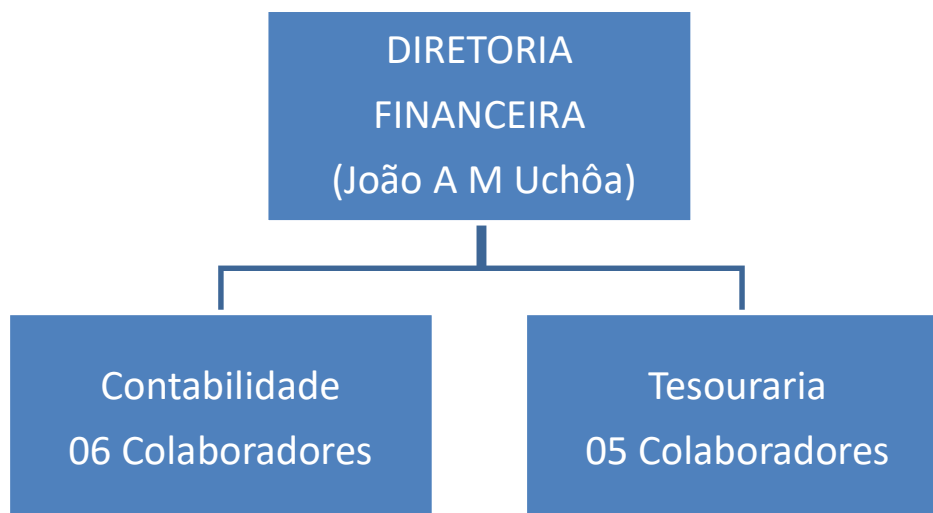 DIRETORIA
FINANCEIRA
(João A M Uchôa)
Contabilidade
06 Colaboradores
Tesouraria
05 Colaboradores